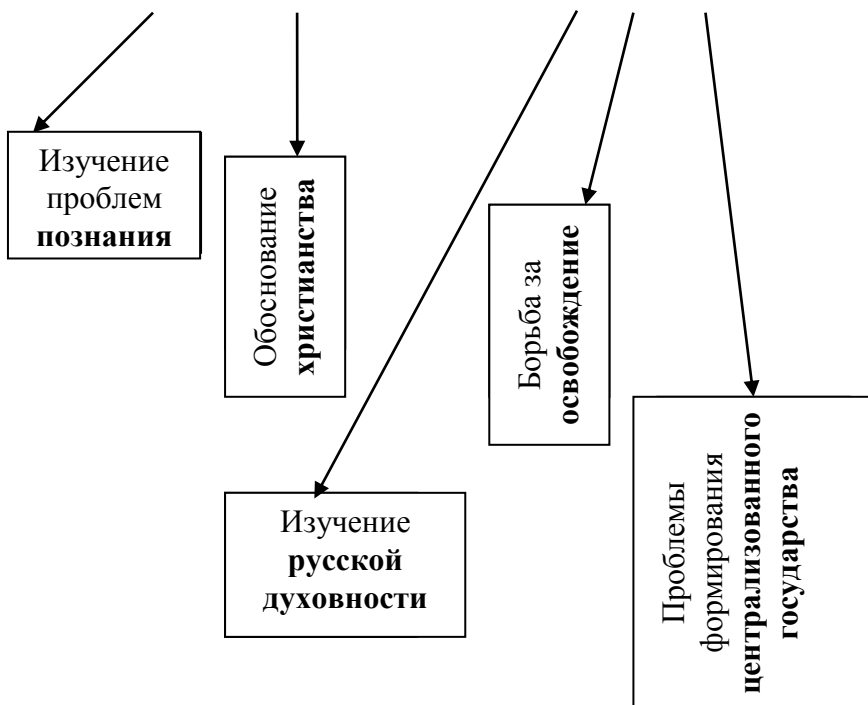 Изучение
проблем
познания
Обоснование
христианства
Изучение
русской
духовности
Борьба за
освобождение
Проблемы
формирования
централизованного
государства